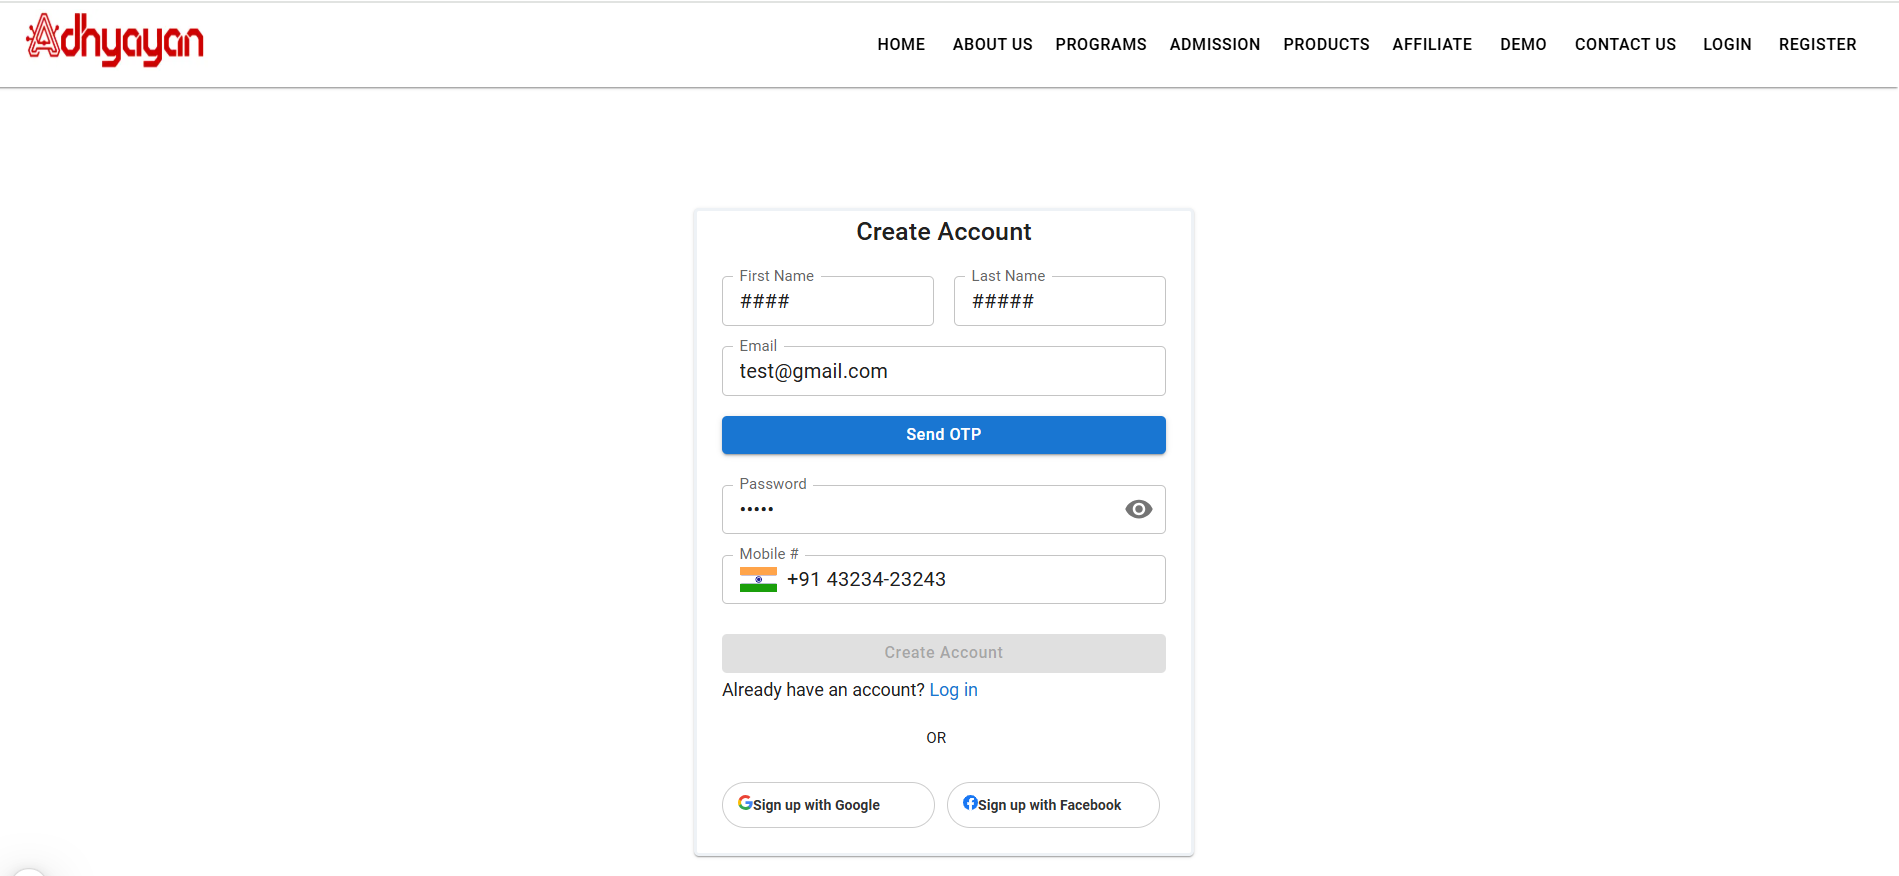 Adhyayan
HOME ABOUT US PROGRAMS ADMISSION PRODUCTS AFFILIATE DEMO CONTACT US LOGIN REGISTER
Create Account
First Name Last Name
#### #####
Email
test@gmail.com
Send OTP
Password
•••••
Mobile #
+91 43234-23243
Create Account
Already have an account? Log in
OR
Sign up with Google Sign up with Facebook